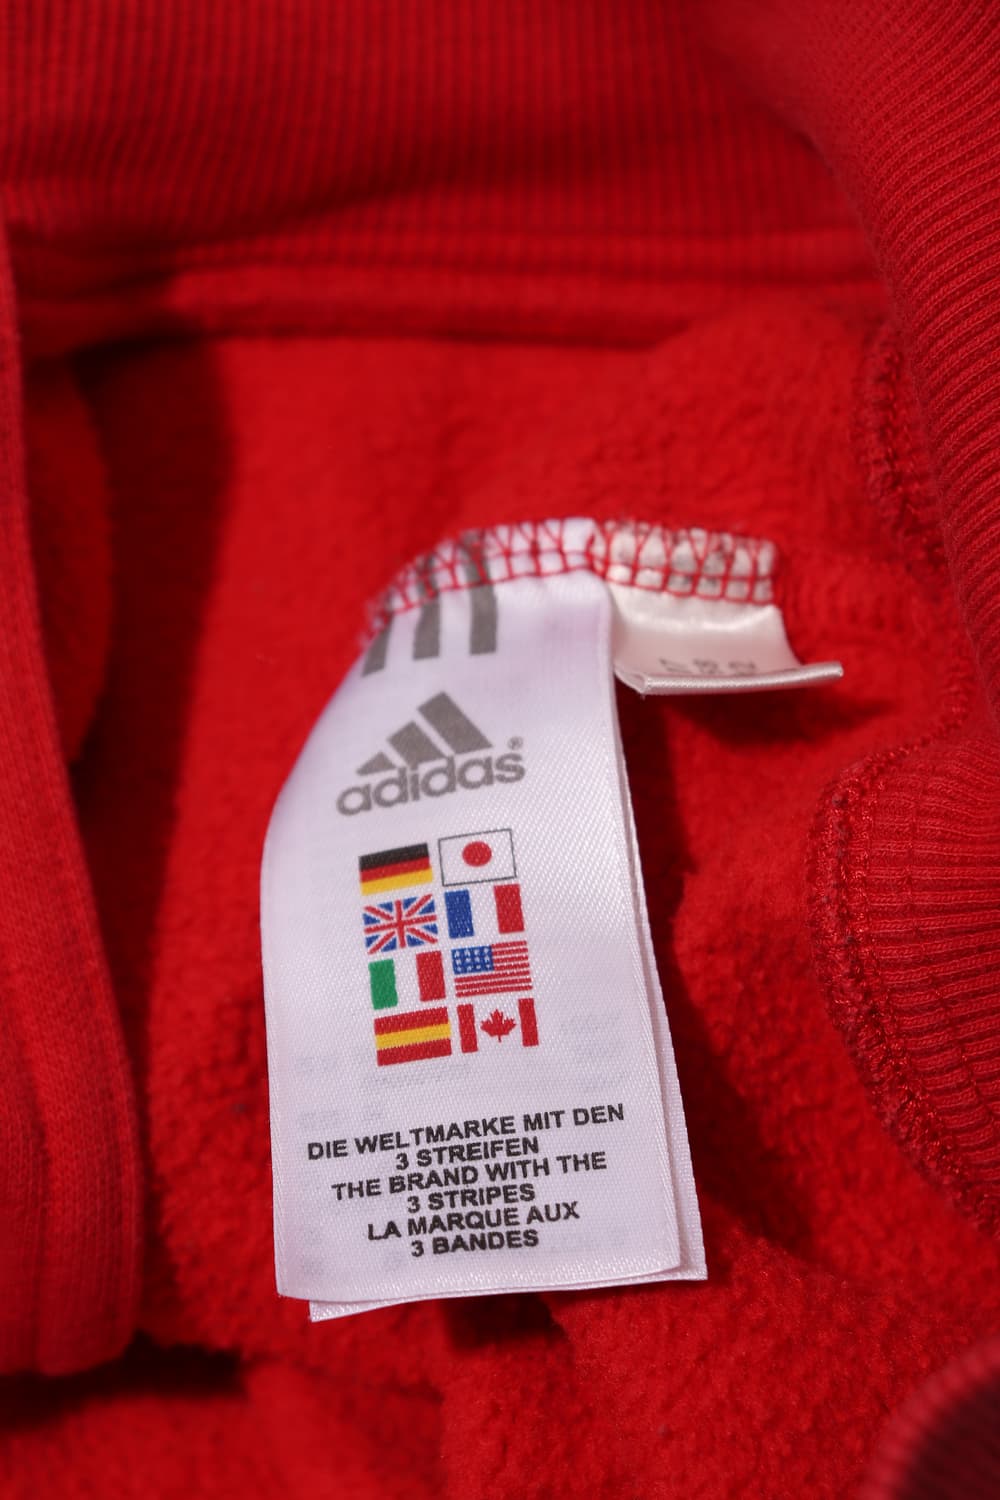 adidas®
DIE WELTMARKE MIT DEN
3 STREIFEN
THE BRAND WITH THE
3 STRIPES
LA MARQUE AUX
3 BANDES